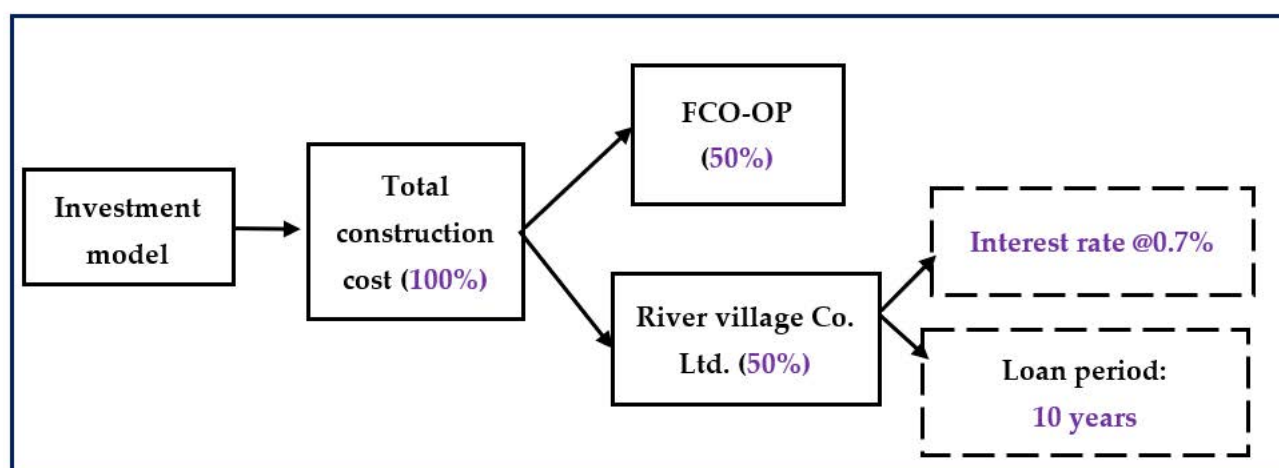 Investment
model
Total
construction
cost (100%)
FCO-OP
(50%)
River village Co.
Ltd. (50%)
Interest rate @0.7%
Loan period:
10 years